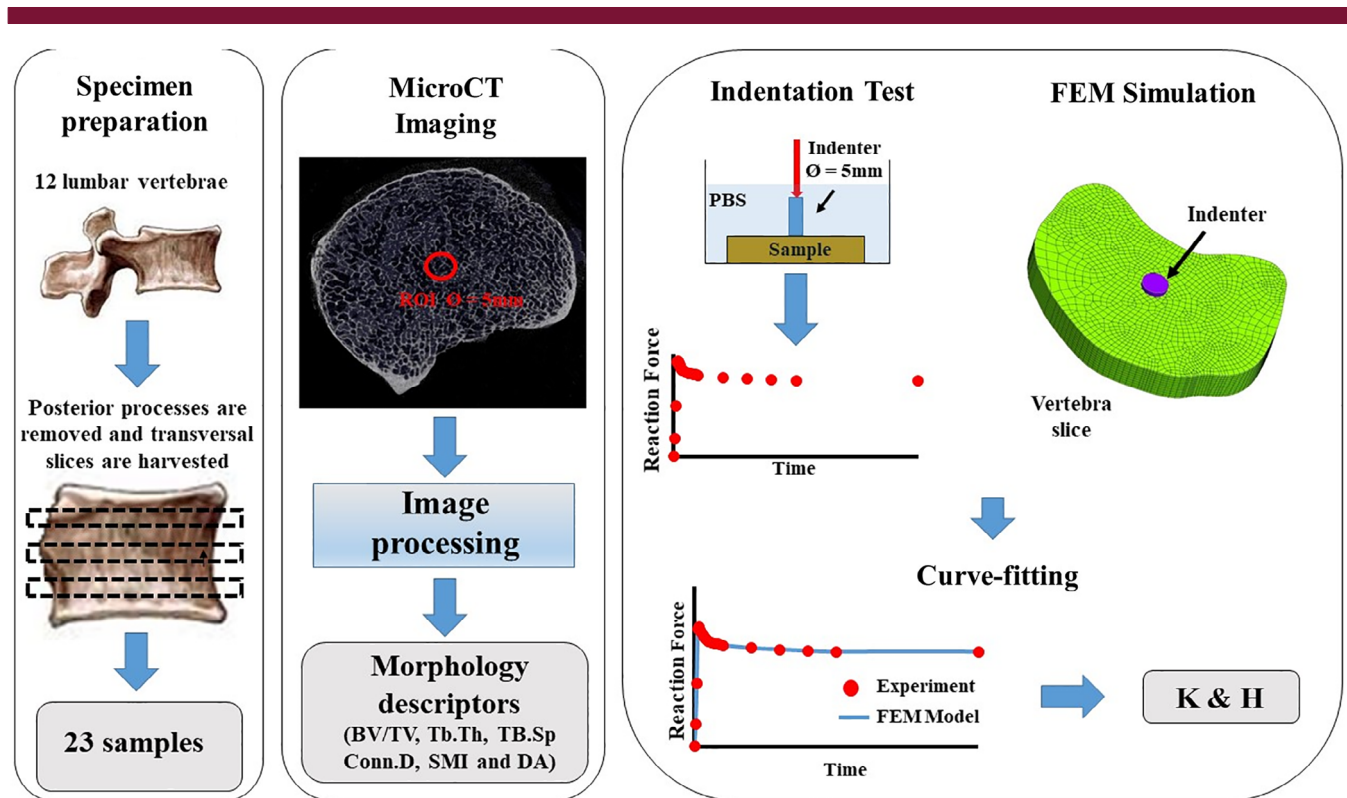 Specimen
preparation
12 lumbar vertebrae
Posterior processes are
removed and transversal
slices are harvested
23 samples
MicroCT
Imaging
ROI Ø = 5mm
Image
processing
Morphology
descriptors
(BV/TV, Tb.Th, TB.Sp
Conn.D, SMI and DA)
Indentation Test
Indenter
Ø = 5mm
PBS
Sample
Reaction Force
Time
FEM Simulation
Indenter
Vertebra
slice
Curve-fitting
Reaction Force
Experiment
FEM Model
Time
K & H